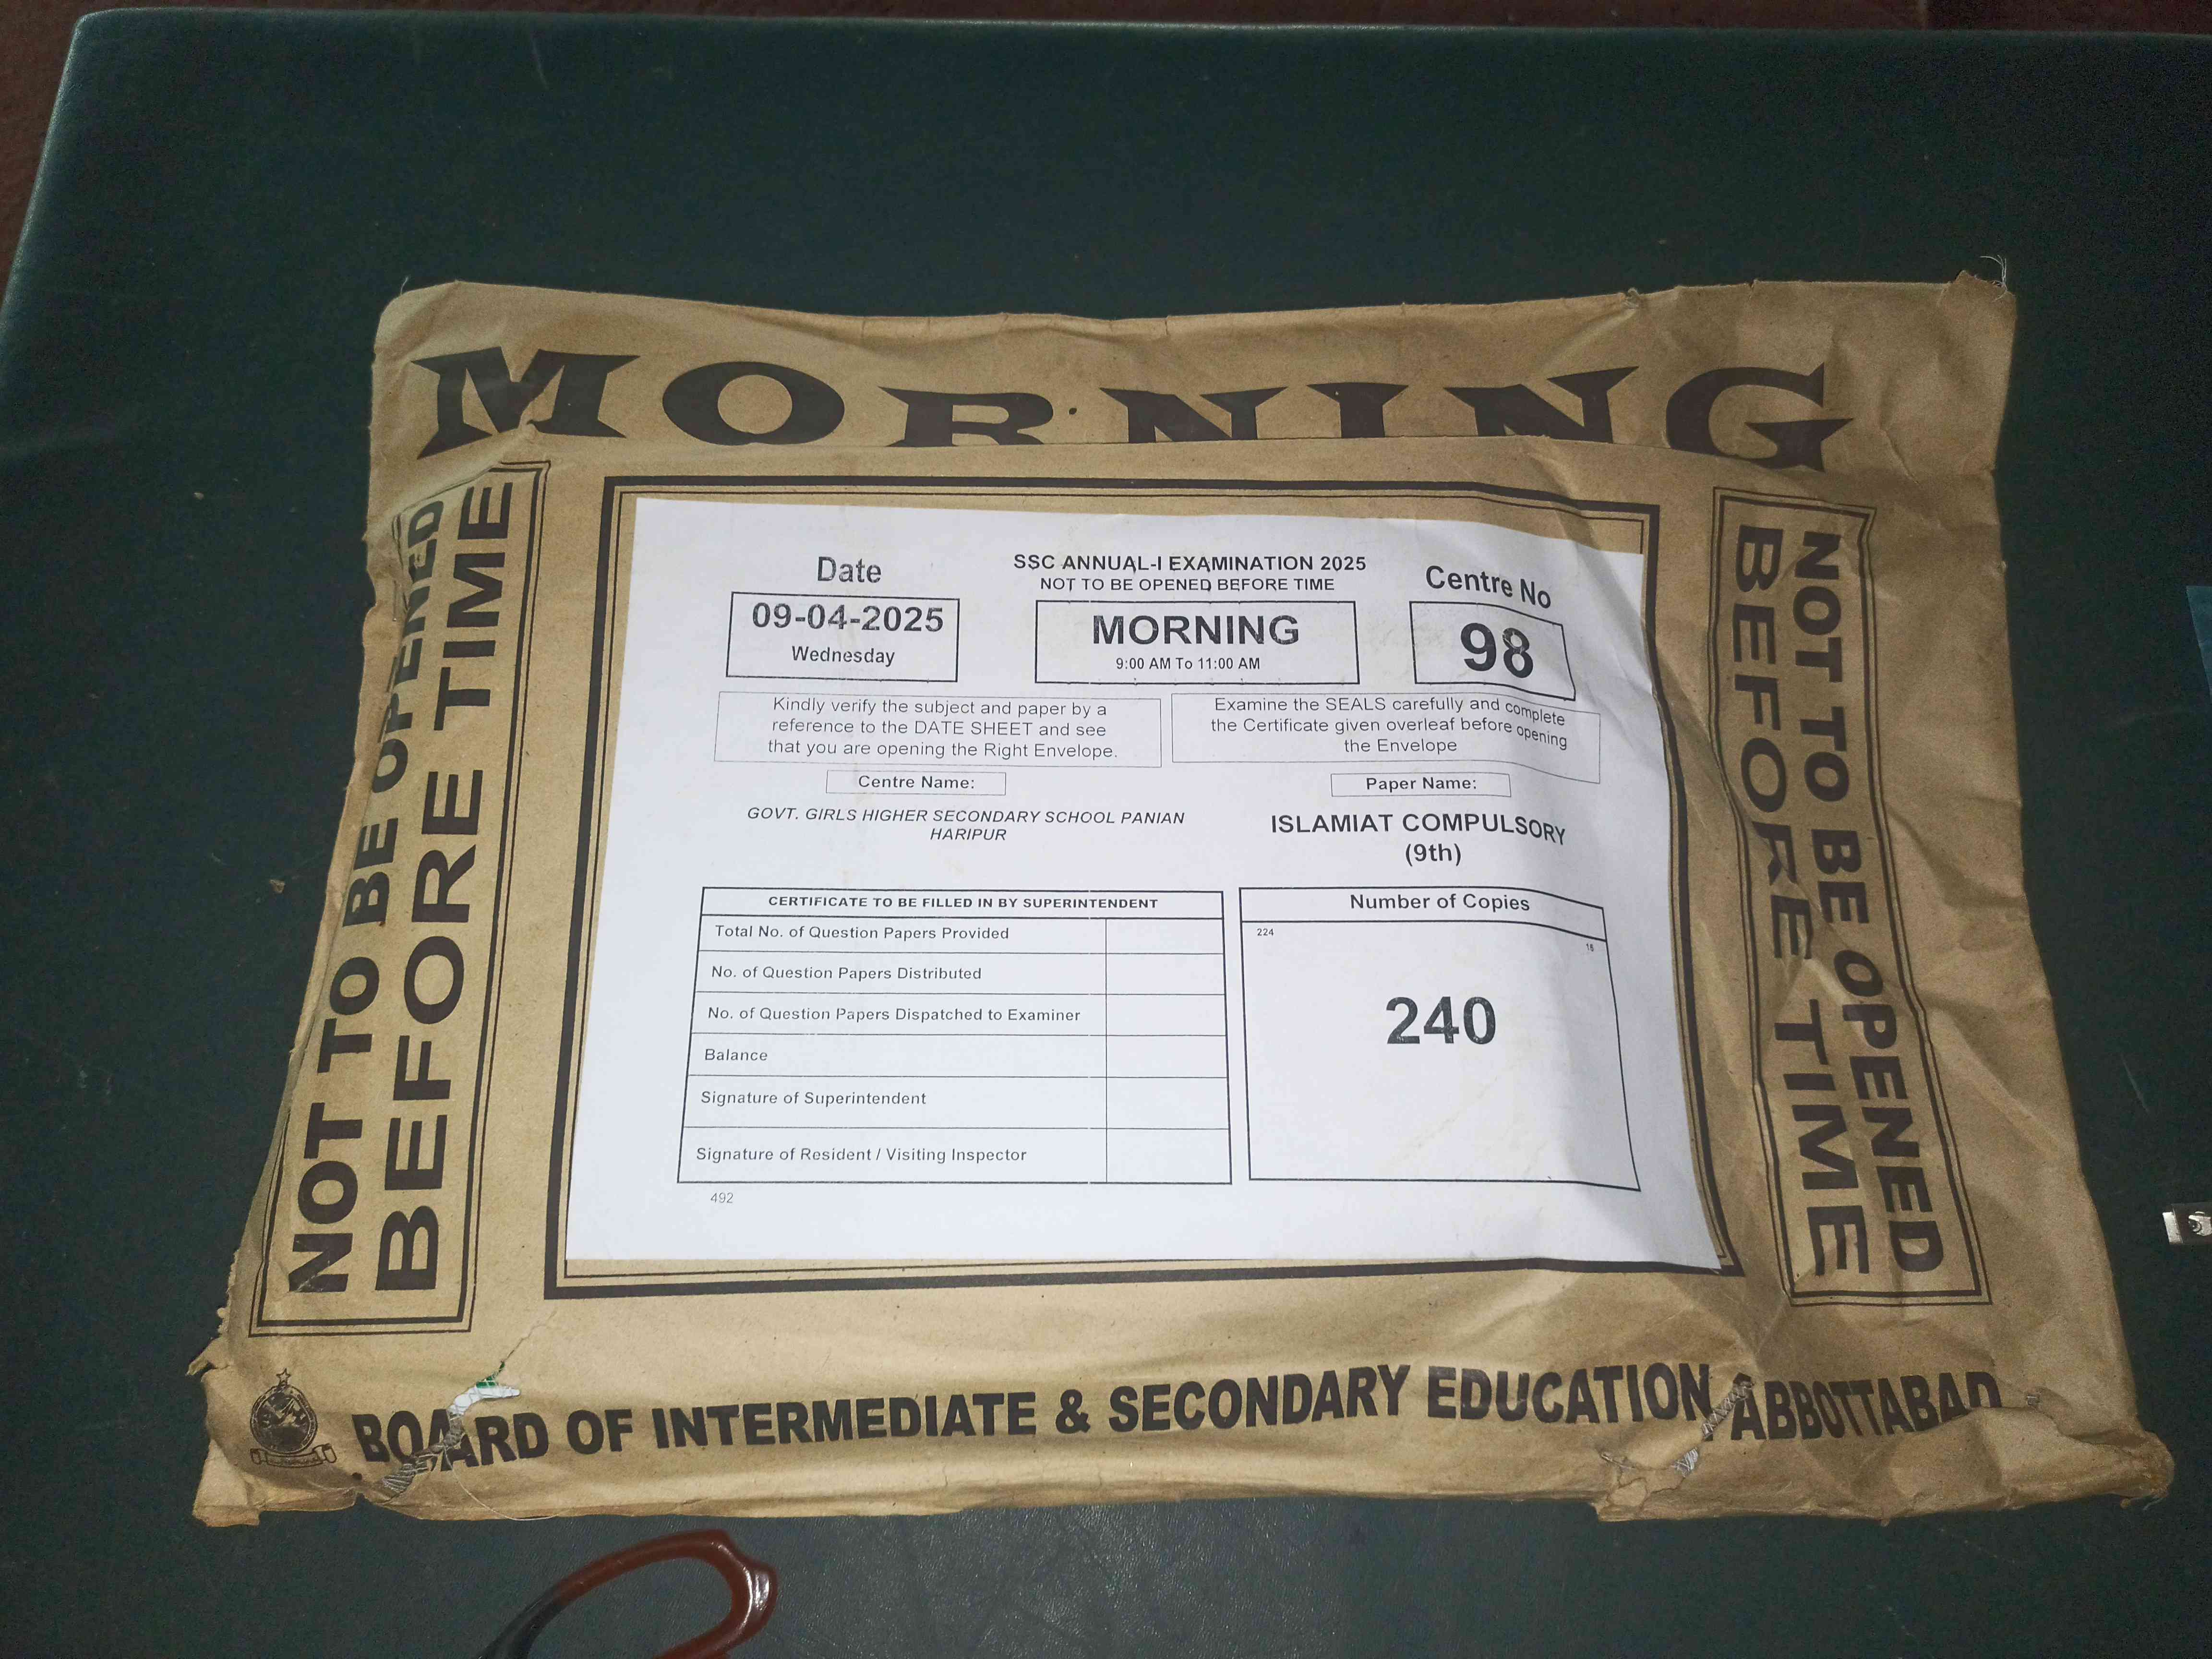 MORNING
NOT TO BE OPENED
BEFORE TIME
Date
09-04-2025
Wednesday
SSC ANNUAL-I EXAMINATION 2025
NOT TO BE OPENED BEFORE TIME
MORNING
9:00 AM To 11:00 AM
Centre No
98
Kindly verify the subject and paper by a
reference to the DATE SHEET and see
that you are opening the Right Envelope.
Examine the SEALS carefully and complete
the Certificate given overleaf before opening
the Envelope
Centre Name:
GOVT. GIRLS HIGHER SECONDARY SCHOOL PANIAN
HARIPUR
Paper Name:
ISLAMIAT COMPULSORY
(9th)
CERTIFICATE TO BE FILLED IN BY SUPERINTENDENT
Total No. of Question Papers Provided
No. of Question Papers Distributed
No. of Question Papers Dispatched to Examiner
Balance
Signature of Superintendent
Signature of Resident / Visiting Inspector
492
Number of Copies
224
16
240
NOT TO BE OPENED
BEFORE TIME
BOARD OF INTERMEDIATE & SECONDARY EDUCATION ABBOTTABAD